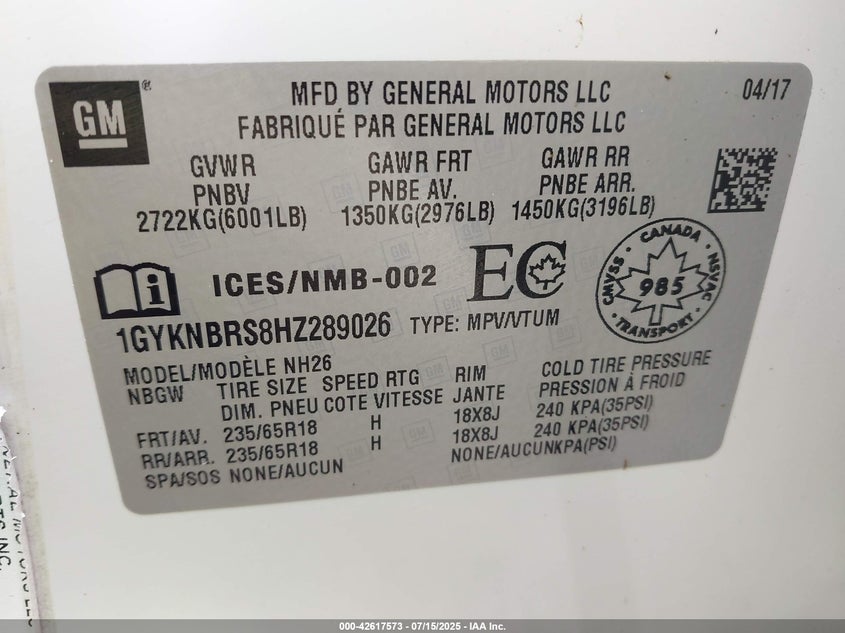 GM
®
MFD BY GENERAL MOTORS LLC
04/17
FABRIQUÉ PAR GENERAL MOTORS LLC
GVWR GAWR FRT GAWR RR
PNBV PNBE AV. PNBE ARR.
2722KG(6001LB) 1350KG(2976LB) 1450KG(3196LB)
i ICES/NMB-002 EC
CANADA
CMVSS 985 NSVAC
TRANSPORT
1GYKNBRS8HZ289026 TYPE: MPV/VTUM
MODEL/MODÈLE NH26
NBGW TIRE SIZE SPEED RTG RIM COLD TIRE PRESSURE
DIM. PNEU COTE VITESSE JANTE PRESSION À FROID
FRT/AV. 235/65R18 H 18X8J 240 KPA(35PSI)
RR/ARR. 235/65R18 H 18X8J 240 KPA(35PSI)
SPA/SOS NONE/AUCUN NONE/AUCUNKPA(PSI)
000-42617573 - 07/15/2025 - IAA Inc.